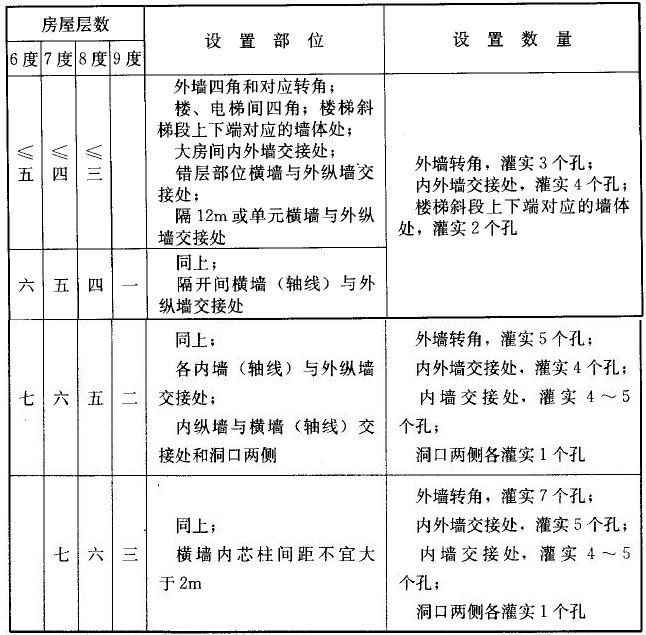 房屋层数
设置部位
设置数量
6度
7度
8度
9度
≤五
≤四
≤三
外墙四角和对应转角；
楼、电梯间四角；楼梯斜
梯段上下端对应的墙体处；
大房间内外墙交接处；
错层部位横墙与外纵墙交
接处；
隔12m或单元横墙与外纵
墙交接处
外墙转角，灌实3个孔；
内外墙交接处，灌实4个孔；
楼梯斜段上下端对应的墙体
处，灌实2个孔
六
五
四
一
同上；
隔开间横墙（轴线）与外
纵墙交接处
七
六
五
二
同上；
各内墙（轴线）与外纵墙
交接处；
内纵墙与横墙（轴线）交
接处和洞口两侧
外墙转角，灌实5个孔；
内外墙交接处，灌实4个孔；
内墙交接处，灌实4～5
个孔；
洞口两侧各灌实1个孔
七
六
三
同上；
横墙内芯柱间距不宜大
于2m
外墙转角，灌实7个孔；
内外墙交接处，灌实5个孔；
内墙交接处，灌实4～5
个孔；
洞口两侧各灌实1个孔